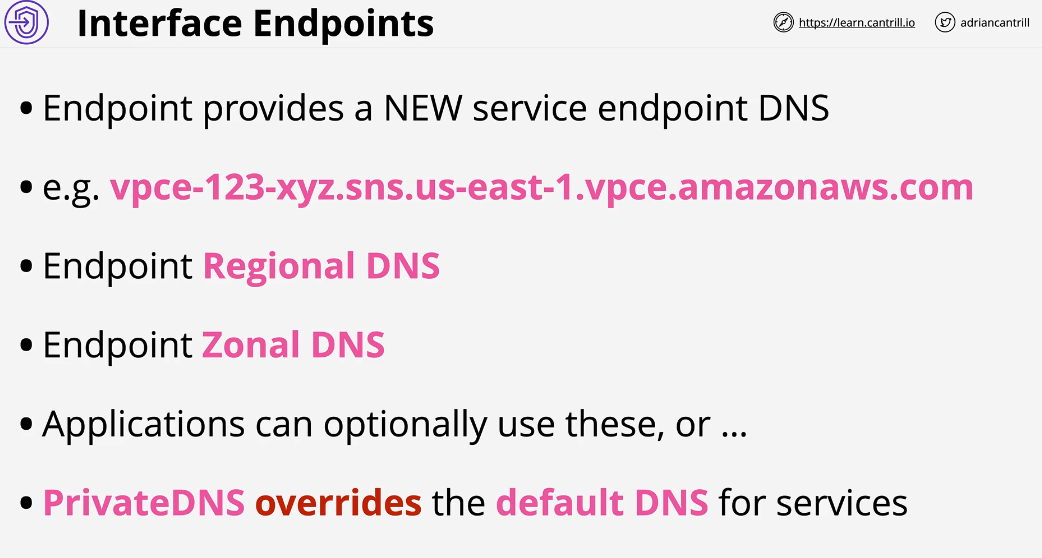 Interface Endpoints
https://learn.cantrill.io
adriancantrill
• Endpoint provides a NEW service endpoint DNS
• e.g. vpce-123-xyz.sns.us-east-1.vpce.amazonaws.com
• Endpoint Regional DNS
• Endpoint Zonal DNS
• Applications can optionally use these, or ...
• PrivateDNS overrides the default DNS for services